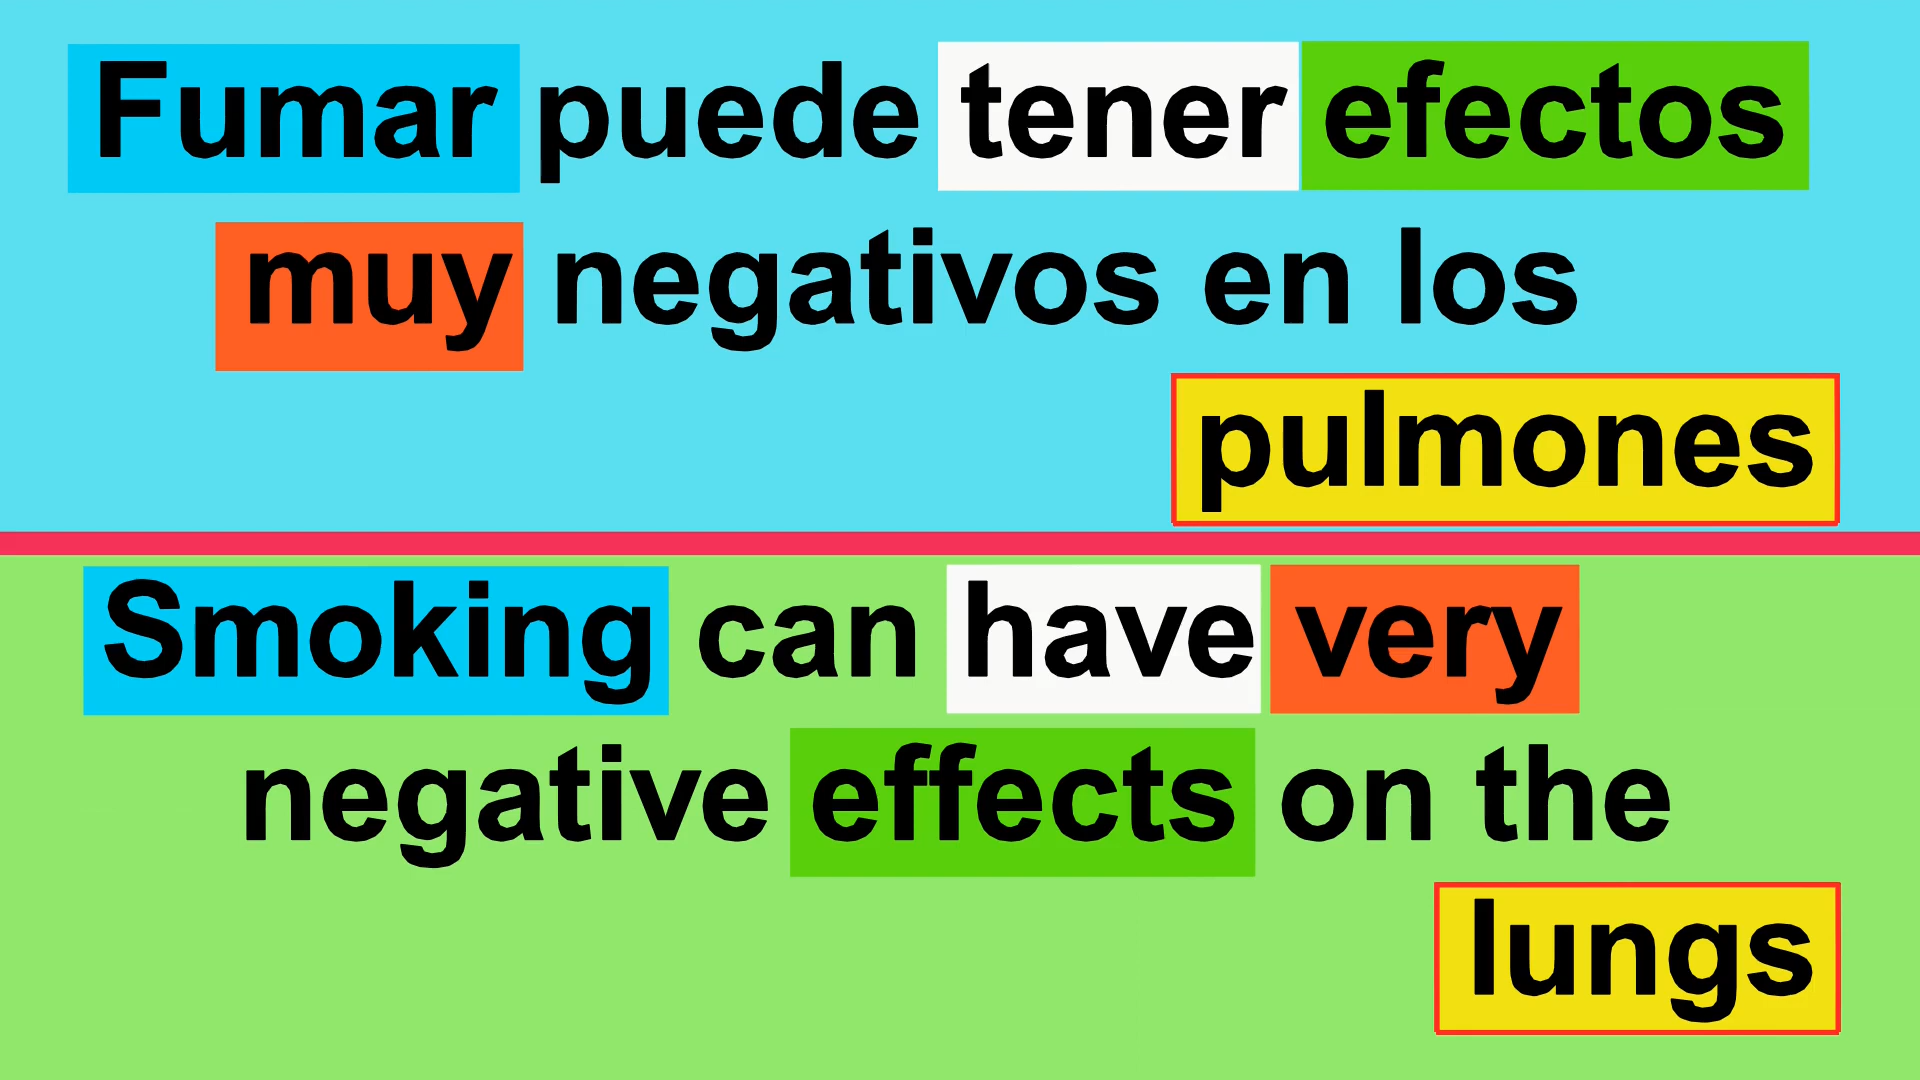 Fumar puede tener efectos
muy negativos en los
pulmones
Smoking can have very
negative effects on the
lungs